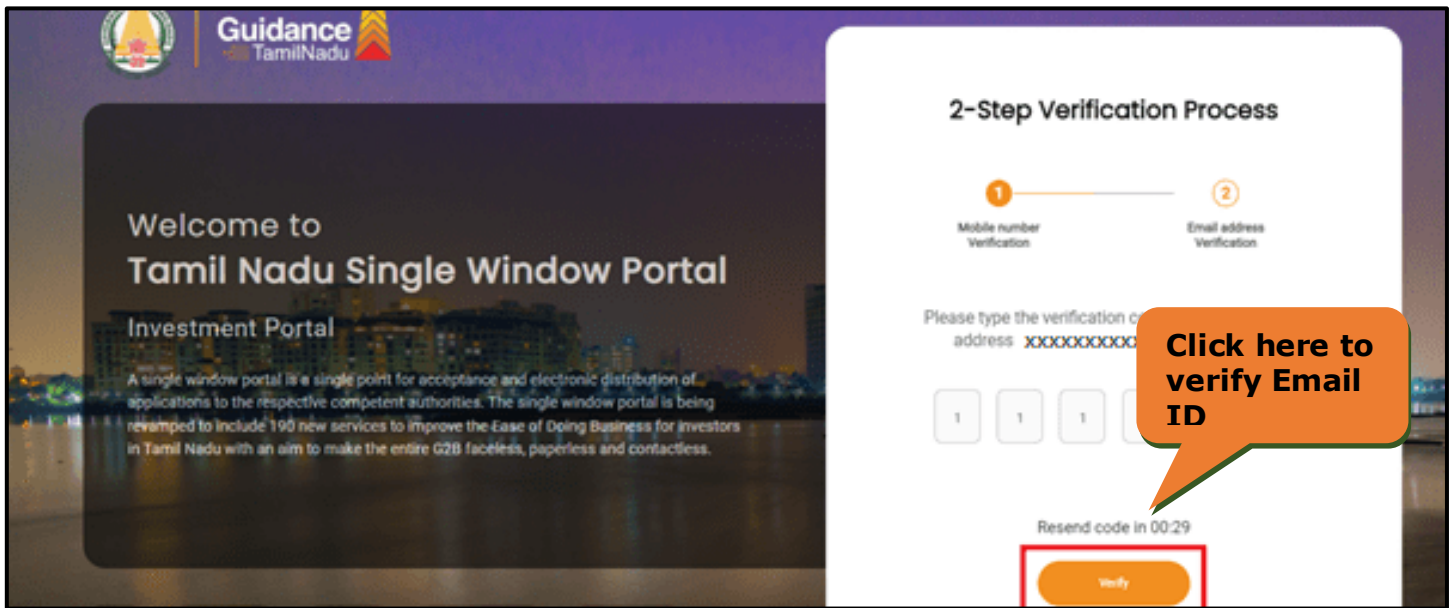 Guidance
TamilNadu
Welcome to
Tamil Nadu Single Window Portal
Investment Portal
A single window portal is a single point for acceptance and electronic distribution of
applications to the respective competent authorities. The single window portal is being
revamped to include 190 new services to improve the Ease of Doing Business for investors
in Tamil Nadu with an aim to make the entire G2B faceless, paperless and contactless.
2-Step Verification Process
1
2
Mobile number
Verification
Email address
Verification
Please type the verification
address xxxxxxxxxx
Click here to
verify Email
ID
1 1 1
Resend code in 00:29
Verify